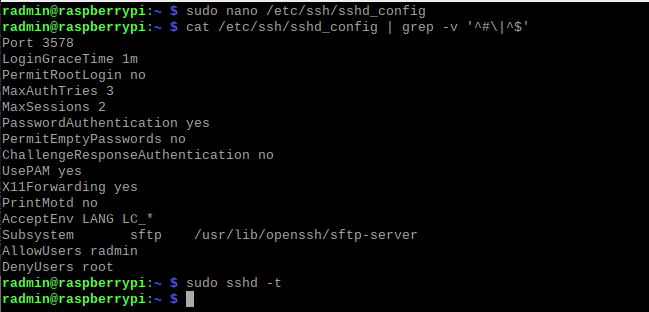 radmin@raspberrypi:~ $ sudo nano /etc/ssh/sshd_config
radmin@raspberrypi:~ $ cat /etc/ssh/sshd_config | grep -v '^#\|^$'
Port 3578
LoginGraceTime 1m
PermitRootLogin no
MaxAuthTries 3
MaxSessions 2
PasswordAuthentication yes
PermitEmptyPasswords no
ChallengeResponseAuthentication no
UsePAM yes
X11Forwarding yes
PrintMotd no
AcceptEnv LANG LC_*
Subsystem       sftp    /usr/lib/openssh/sftp-server
AllowUsers radmin
DenyUsers root
radmin@raspberrypi:~ $ sudo sshd -t
radmin@raspberrypi:~ $